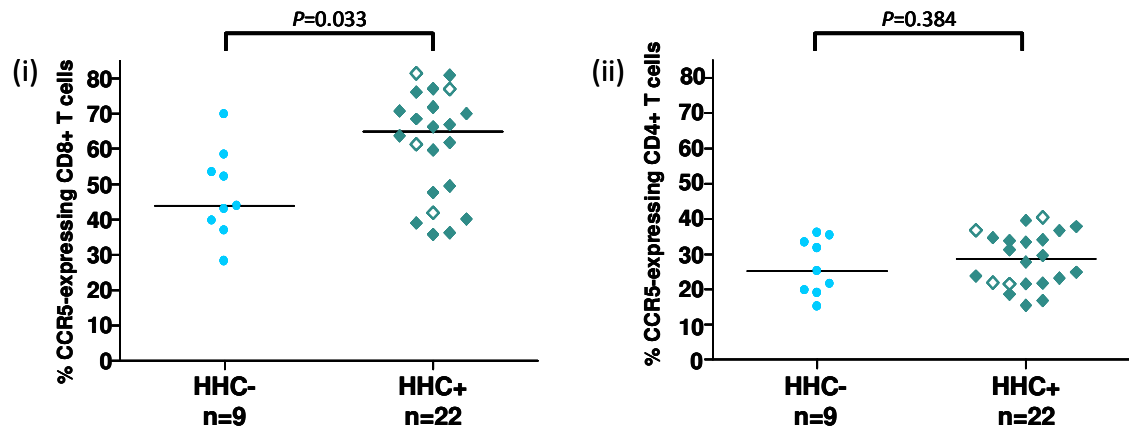 P=0.033
(i)
% CCR5-expressing CD8+ T cells
80
70
60
50
40
30
20
10
0
HHC-
HHC+
n=9
n=22
P=0.384
(ii)
% CCR5-expressing CD4+ T cells
80
70
60
50
40
30
20
10
0
HHC-
HHC+
n=9
n=22